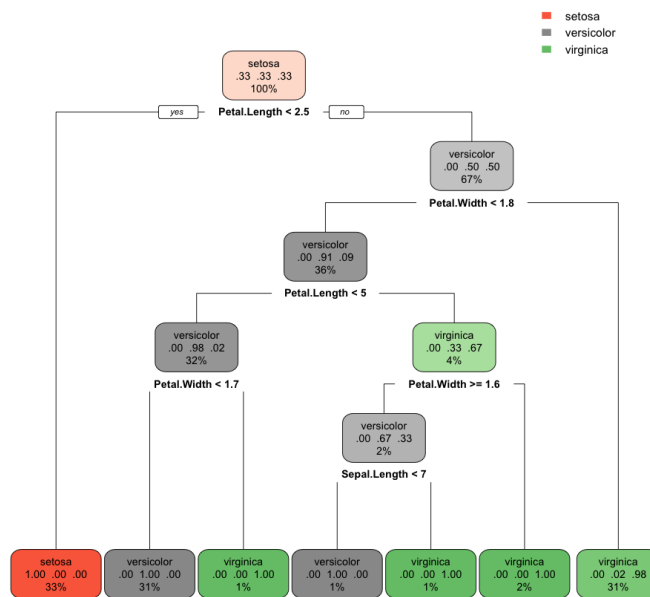 setosa
versicolor
virginica
setosa
.33 .33 .33
100%
yes
Petal.Length < 2.5
no
versicolor
.00 .50 .50
67%
Petal.Width < 1.8
versicolor
.00 .91 .09
36%
Petal.Length < 5
versicolor
.00 .98 .02
32%
Petal.Width < 1.7
virginica
.00 .33 .67
4%
Petal.Width >= 1.6
versicolor
.00 .67 .33
2%
Sepal.Length < 7
setosa
1.00 .00 .00
33%
versicolor
.00 1.00 .00
31%
virginica
.00 .00 1.00
1%
versicolor
.00 1.00 .00
1%
virginica
.00 .00 1.00
1%
virginica
.00 .00 1.00
2%
virginica
.00 .02 .98
31%